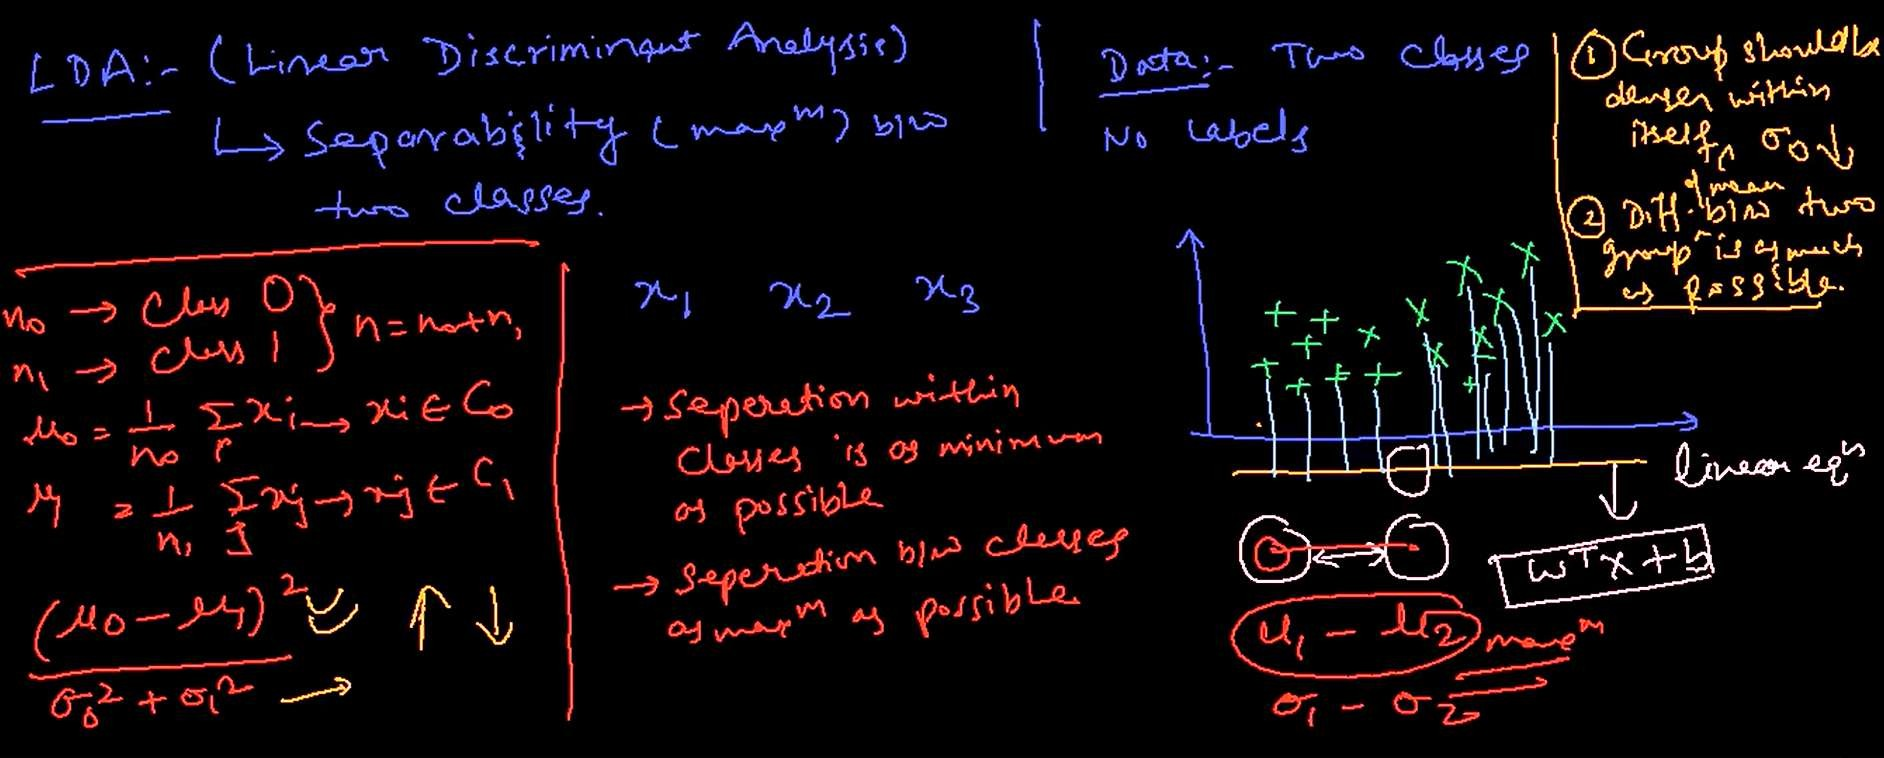 LDA:- (Linear Discriminant Analysis)
↳ Separability (maxᵐ) b/w
two classes.
Data:- Two Classes
No Labels
① Group should be
denser within
itself, σ₀↓
② Diff. of mean b/w two
group is as much
as possible.
n₀ → Class 0
n₁ → Class 1
} n = n₀+n₁
μ₀ = 1/n₀ Σ xᵢ → xᵢ ∈ C₀
μ₁ = 1/n₁ Σⱼ xⱼ → xⱼ ∈ C₁
(μ₀ - μ₁)² ↑ ↓
σ₀² + σ₁² →
x₁ x₂ x₃
→ Seperation within
Classes is as minimum
as possible
→ Seperation b/w classes
as maxᵐ as possible.
linear eqⁿ
wᵀx + b
μ₁ - μ₂ maxᵐ
σ₁ - σ₂